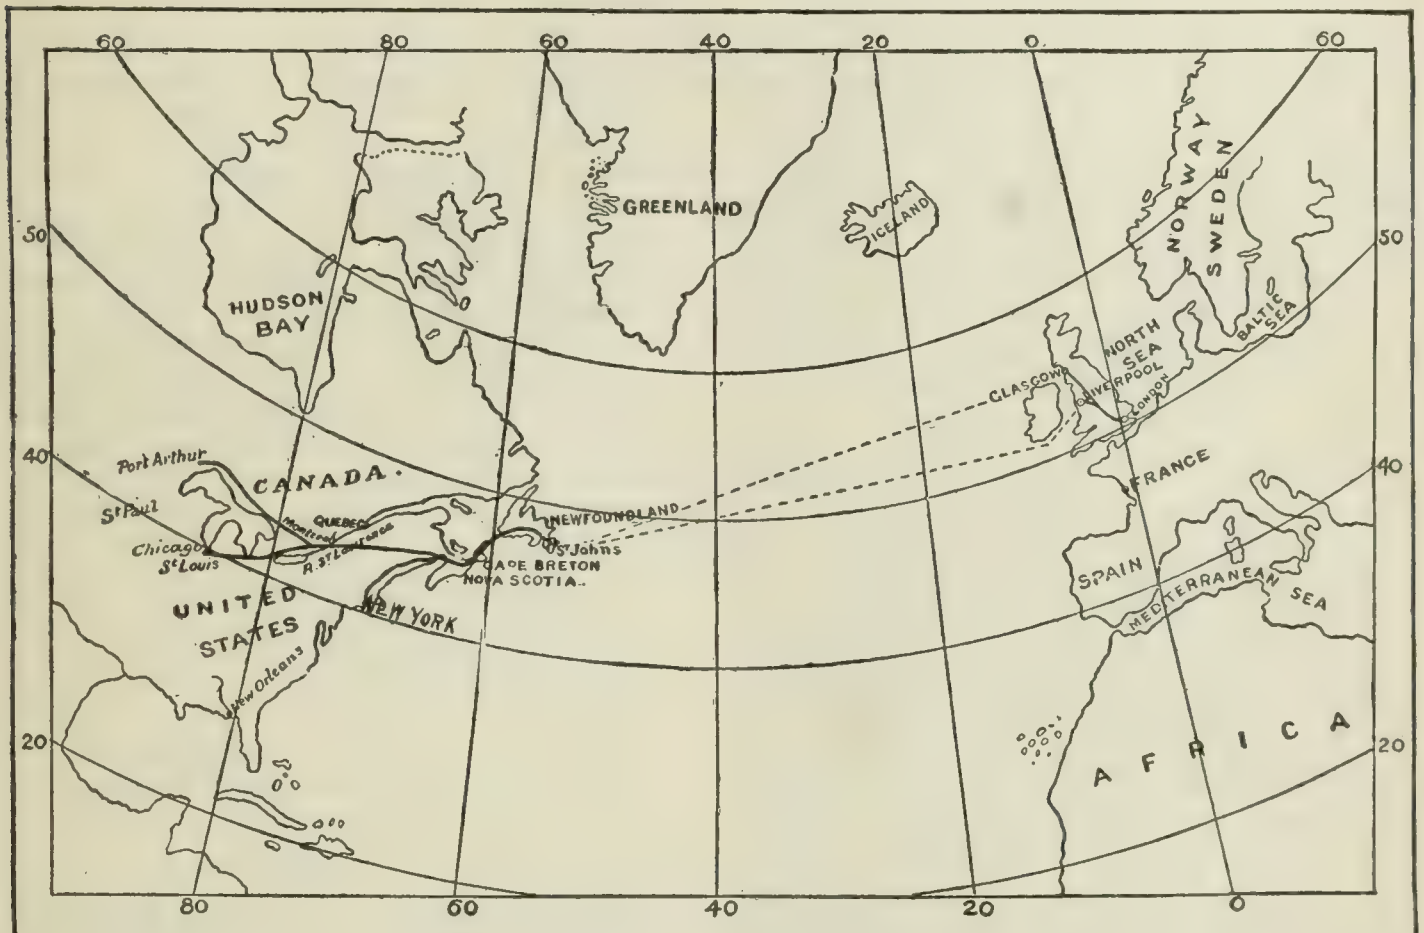 60 80 60 40 20 0 60
GREENLAND
ICELAND
NORWAY
SWEDEN
50 50
HUDSON
BAY
BALTIC
SEA
NORTH
SEA
LIVERPOOL
GLASGOW
LONDON
40 40
Port Arthur
CANADA.
FRANCE
St Paul
QUEBEC
Montreal
R. St Lawrence
NEWFOUNDLAND
Chicago
St Louis
St Johns
CAPE BRETON
NOVA SCOTIA
SPAIN
MEDITERRANEAN SEA
UNITED
STATES
NEW YORK
New Orleans
AFRICA
20 20
80 60 40 20 0